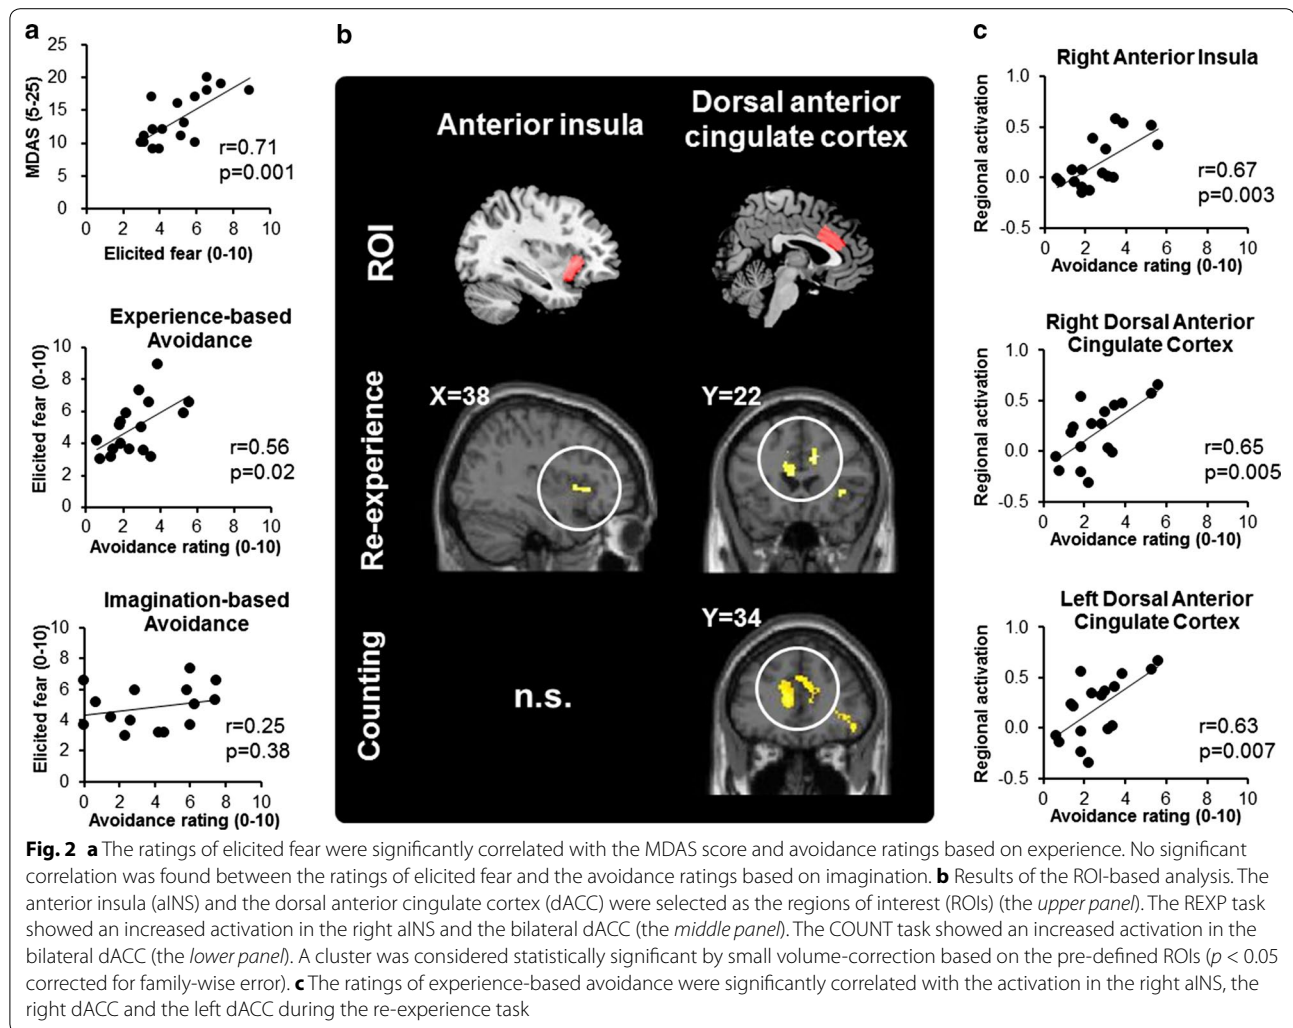 a
25
20
15
10
5
0
MDAS (5-25)
r=0.71
p=0.001
0 2 4 6 8 10
Elicited fear (0-10)
Experience-based
Avoidance
10
8
6
4
2
0
Elicited fear (0-10)
r=0.56
p=0.02
0 2 4 6 8 10
Avoidance rating (0-10)
Imagination-based
Avoidance
10
8
6
4
2
0
Elicited fear (0-10)
r=0.25
p=0.38
0 2 4 6 8 10
Avoidance rating (0-10)
b
Anterior insula
Dorsal anterior
cingulate cortex
ROI
Re-experience
X=38
Y=22
Counting
n.s.
Y=34
c
Right Anterior Insula
1.0
0.5
0.0
-0.5
Regional activation
r=0.67
p=0.003
0 2 4 6 8 10
Avoidance rating (0-10)
Right Dorsal Anterior
Cingulate Cortex
1.0
0.5
0.0
-0.5
Regional activation
r=0.65
p=0.005
0 2 4 6 8 10
Avoidance rating (0-10)
Left Dorsal Anterior
Cingulate Cortex
1.0
0.5
0.0
-0.5
Regional activation
r=0.63
p=0.007
0 2 4 6 8 10
Avoidance rating (0-10)
Fig. 2 a The ratings of elicited fear were significantly correlated with the MDAS score and avoidance ratings based on experience. No significant
correlation was found between the ratings of elicited fear and the avoidance ratings based on imagination. b Results of the ROI-based analysis. The
anterior insula (aINS) and the dorsal anterior cingulate cortex (dACC) were selected as the regions of interest (ROIs) (the upper panel). The REXP task
showed an increased activation in the right aINS and the bilateral dACC (the middle panel). The COUNT task showed an increased activation in the
bilateral dACC (the lower panel). A cluster was considered statistically significant by small volume-correction based on the pre-defined ROIs (p < 0.05
corrected for family-wise error). c The ratings of experience-based avoidance were significantly correlated with the activation in the right aINS, the
right dACC and the left dACC during the re-experience task